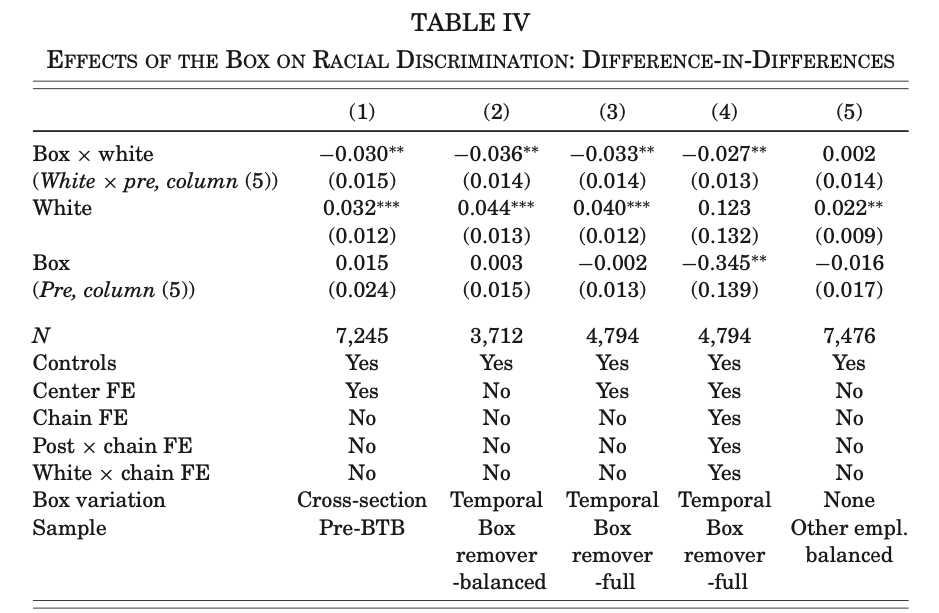 TABLE IV
EFFECTS OF THE BOX ON RACIAL DISCRIMINATION: DIFFERENCE-IN-DIFFERENCES
(1) (2) (3) (4) (5)
Box × white −0.030** −0.036** −0.033** −0.027** 0.002
(White × pre, column (5)) (0.015) (0.014) (0.014) (0.013) (0.014)
White 0.032*** 0.044*** 0.040*** 0.123 0.022**
(0.012) (0.013) (0.012) (0.132) (0.009)
Box 0.015 0.003 −0.002 −0.345** −0.016
(Pre, column (5)) (0.024) (0.015) (0.013) (0.139) (0.017)
N 7,245 3,712 4,794 4,794 7,476
Controls Yes Yes Yes Yes Yes
Center FE Yes No Yes Yes No
Chain FE No No No Yes No
Post × chain FE No No No Yes No
White × chain FE No No No Yes No
Box variation Cross-section Temporal Temporal Temporal None
Sample Pre-BTB Box Box Box Other empl.
remover remover remover balanced
-balanced -full -full